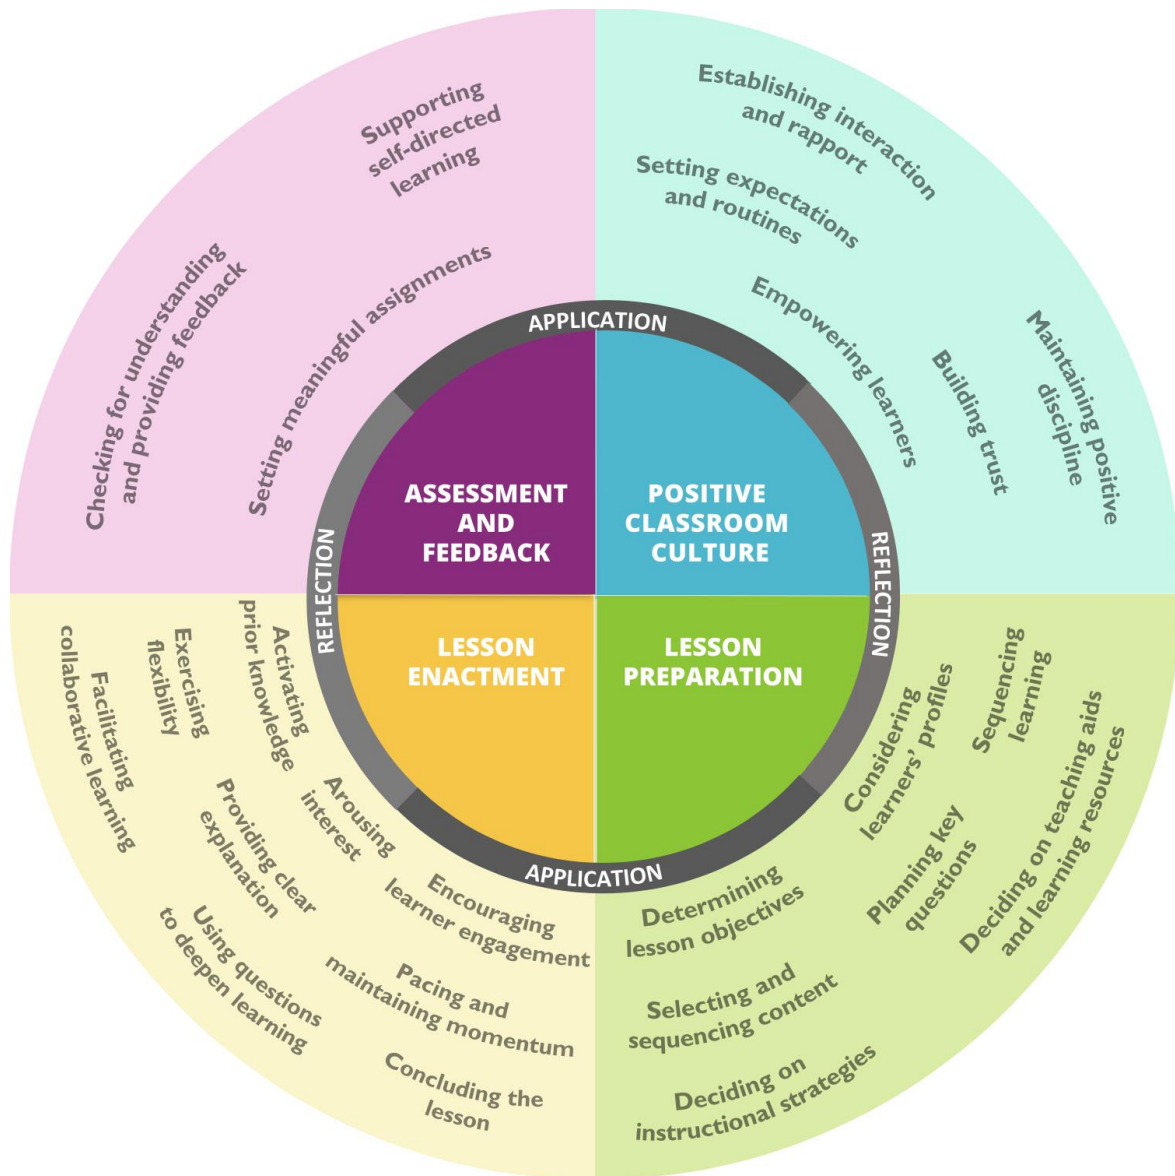 Supporting
self-directed
learning
Checking for understanding
and providing feedback
Setting meaningful assignments
Establishing interaction
and rapport
Setting expectations
and routines
Empowering learners
Building trust
Maintaining positive
discipline
APPLICATION
REFLECTION
REFLECTION
APPLICATION
ASSESSMENT
AND
FEEDBACK
POSITIVE
CLASSROOM
CULTURE
LESSON
ENACTMENT
LESSON
PREPARATION
Activating
prior knowledge
Exercising
flexibility
Facilitating
collaborative learning
Arousing
interest
Providing clear
explanation
Encouraging
learner engagement
Using questions
to deepen learning
Pacing and
maintaining momentum
Concluding the
lesson
Considering
learners’ profiles
Sequencing
learning
Deciding on teaching aids
and learning resources
Planning key
questions
Determining
lesson objectives
Selecting and
sequencing content
Deciding on
instructional strategies